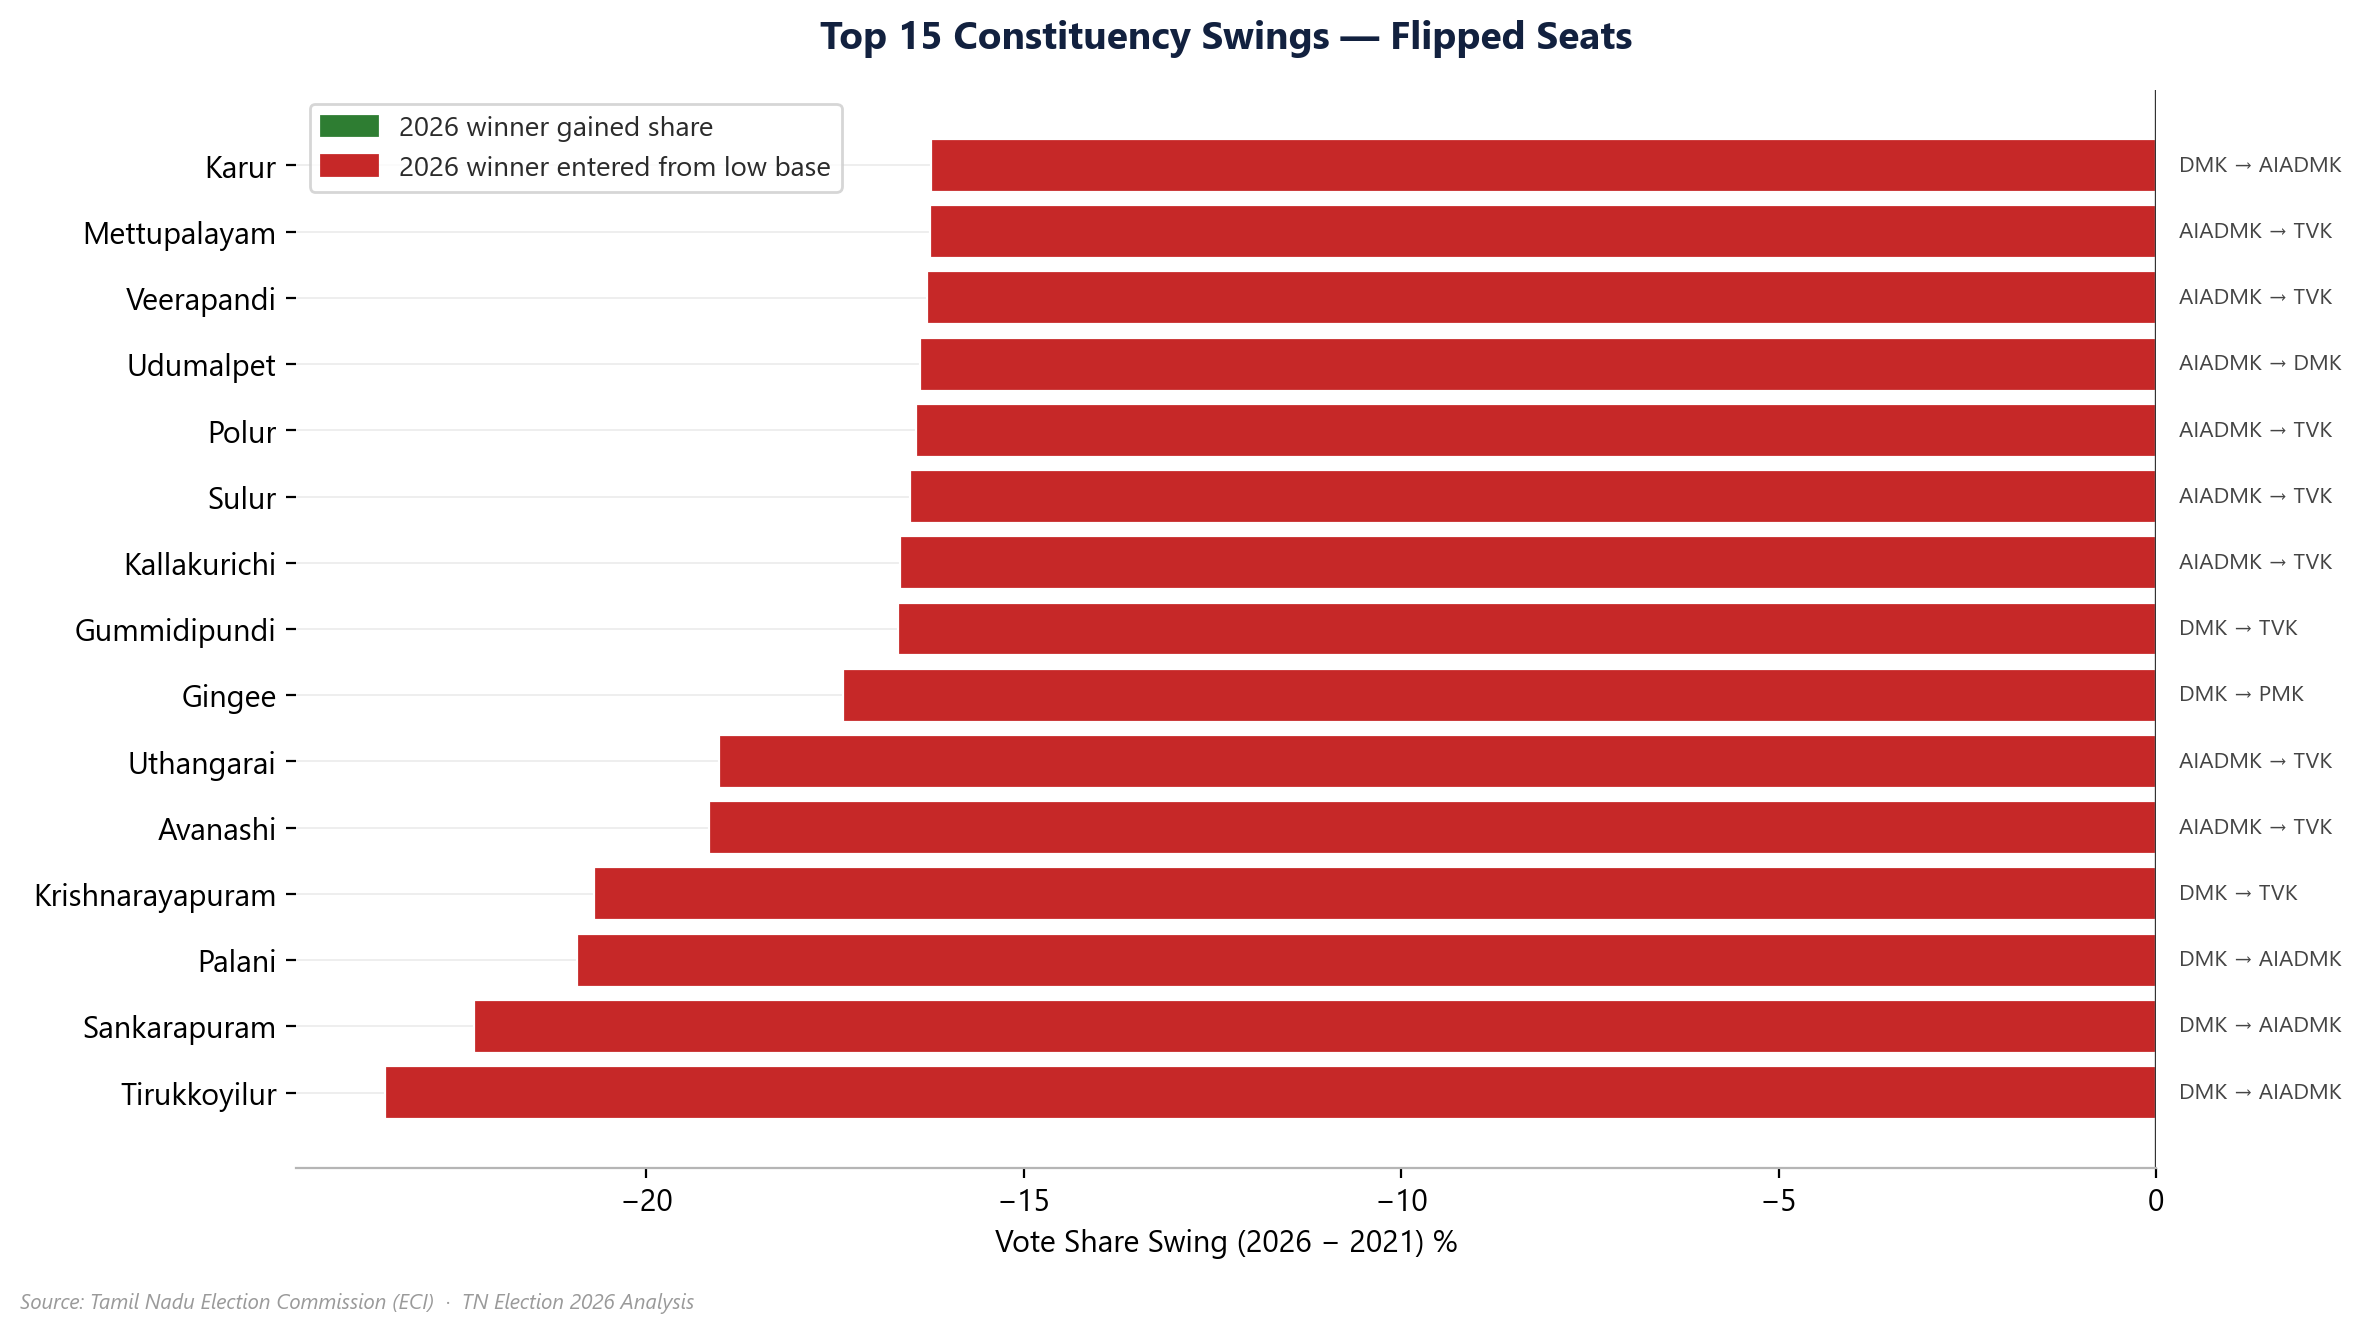 Top 15 Constituency Swings — Flipped Seats
2026 winner gained share
2026 winner entered from low base
Karur DMK → AIADMK
Mettupalayam AIADMK → TVK
Veerapandi AIADMK → TVK
Udumalpet AIADMK → DMK
Polur AIADMK → TVK
Sulur AIADMK → TVK
Kallakurichi AIADMK → TVK
Gummidipundi DMK → TVK
Gingee DMK → PMK
Uthangarai AIADMK → TVK
Avanashi AIADMK → TVK
Krishnarayapuram DMK → TVK
Palani DMK → AIADMK
Sankarapuram DMK → AIADMK
Tirukkoyilur DMK → AIADMK
−20 −15 −10 −5 0
Vote Share Swing (2026 − 2021) %
Source: Tamil Nadu Election Commission (ECI) · TN Election 2026 Analysis